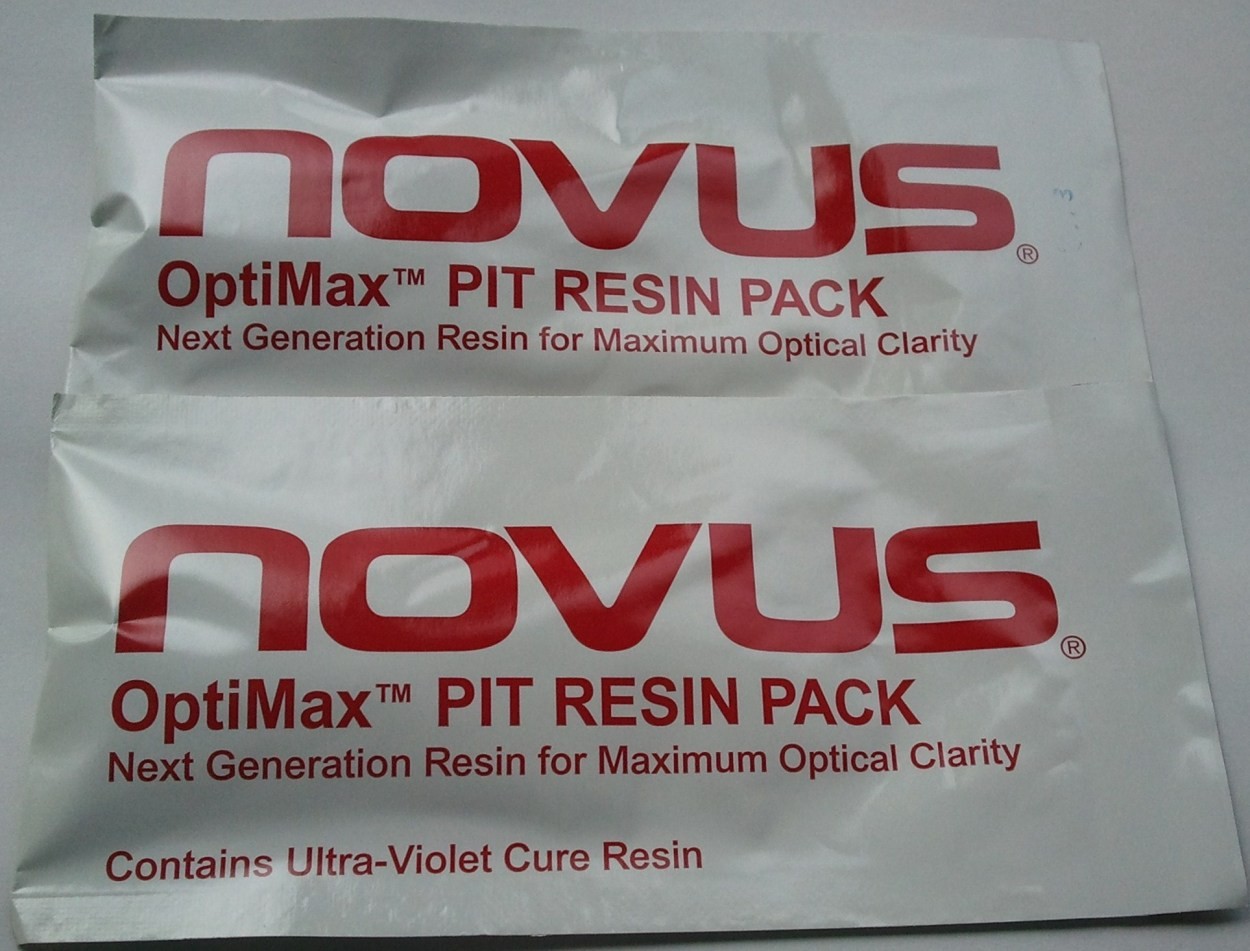 novus®
OptiMax™ PIT RESIN PACK
Next Generation Resin for Maximum Optical Clarity
novus®
OptiMax™ PIT RESIN PACK
Next Generation Resin for Maximum Optical Clarity
Contains Ultra-Violet Cure Resin